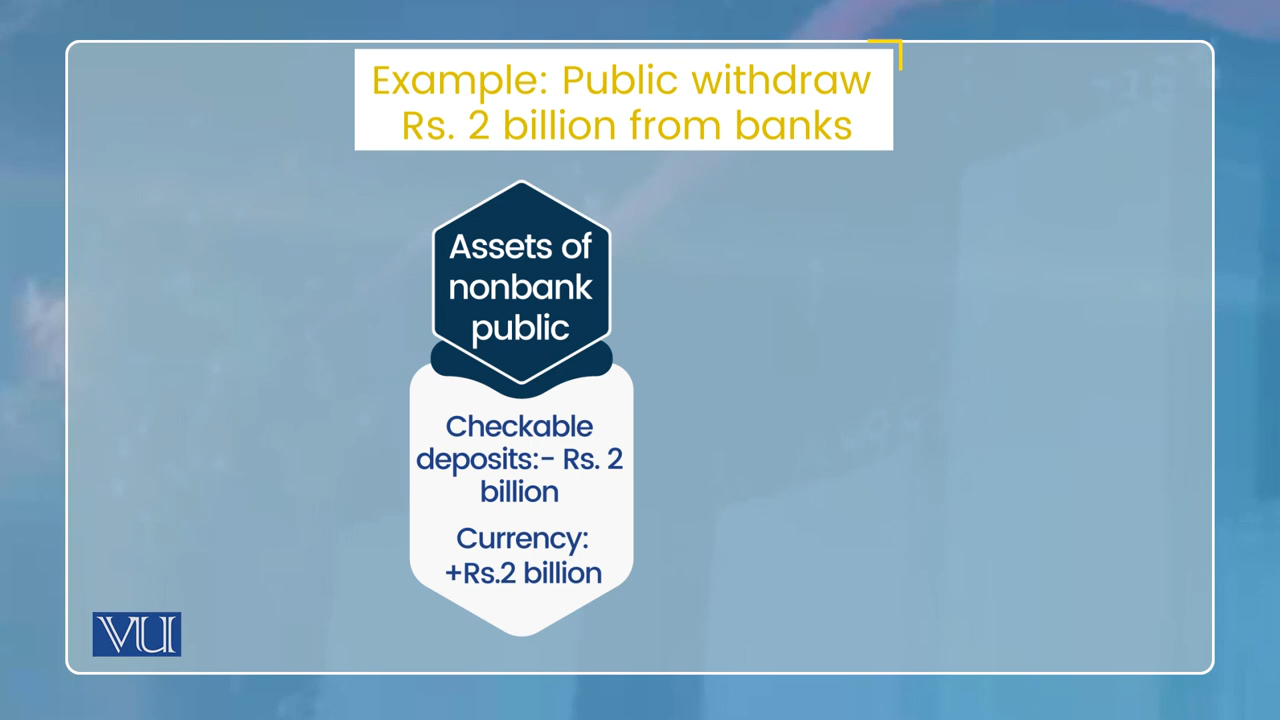 Example: Public withdraw
Rs. 2 billion from banks
Assets of
nonbank
public
Checkable
deposits:- Rs. 2
billion
Currency:
+Rs.2 billion
VU